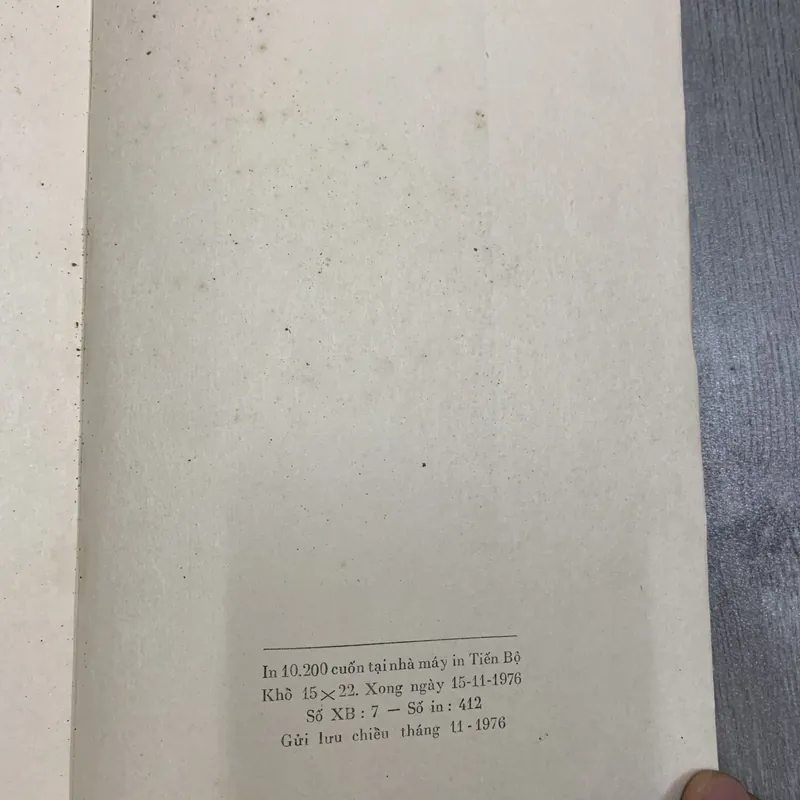 In 10.200 cuốn tại nhà máy in Tiến Bộ
Khổ 15×22. Xong ngày 15-11-1976
Số XB : 7 — Số in : 412
Gửi lưu chiểu tháng 11-1976